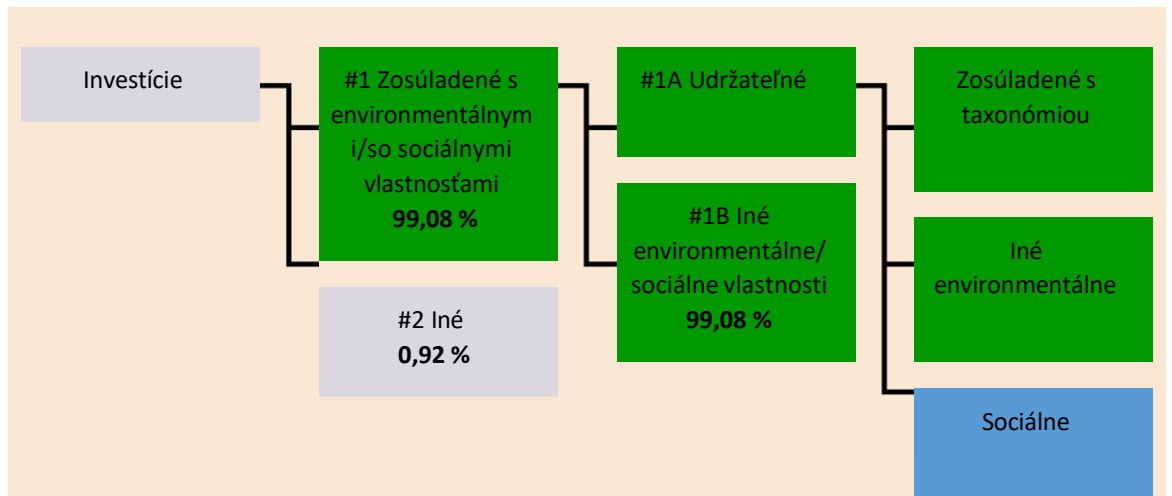 Investície
#1 Zosúladené s
environmentálnym
i/so sociálnymi
vlastnosťami
99,08 %
#2 Iné
0,92 %
#1A Udržateľné
#1B Iné
environmentálne/
sociálne vlastnosti
99,08 %
Zosúladené s
taxonómiou
Iné
environmentálne
Sociálne